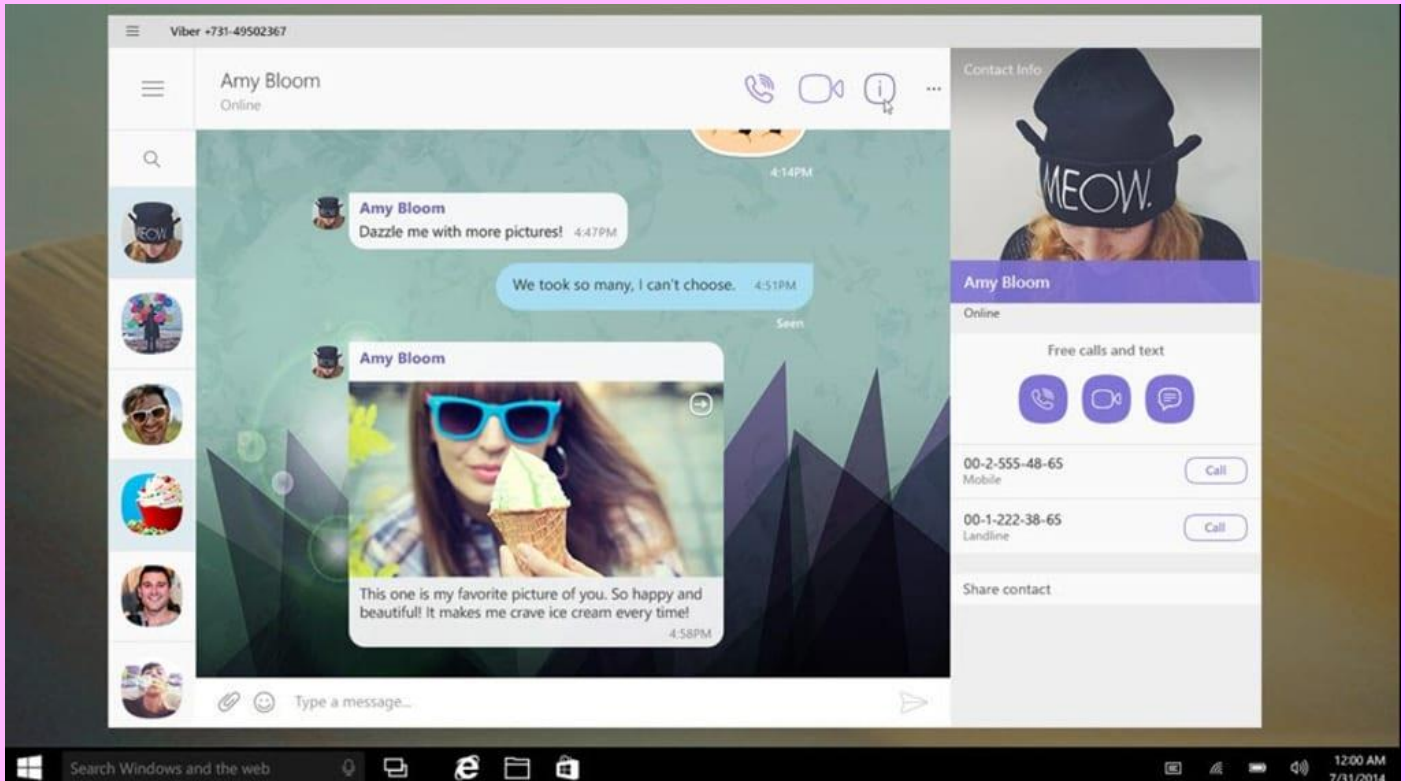 Viber +731-49502367
Amy Bloom
Online
4:14PM
Amy Bloom
Dazzle me with more pictures! 4:47PM
We took so many, I can't choose. 4:51PM
Seen
Amy Bloom
This one is my favorite picture of you. So happy and
beautiful! It makes me crave ice cream every time!
4:58PM
Type a message...
Contact Info
MEOW.
Amy Bloom
Online
Free calls and text
00-2-555-48-65
Mobile
Call
00-1-222-38-65
Landline
Call
Share contact
MEOW
Search Windows and the web
12:00 AM
7/31/2014